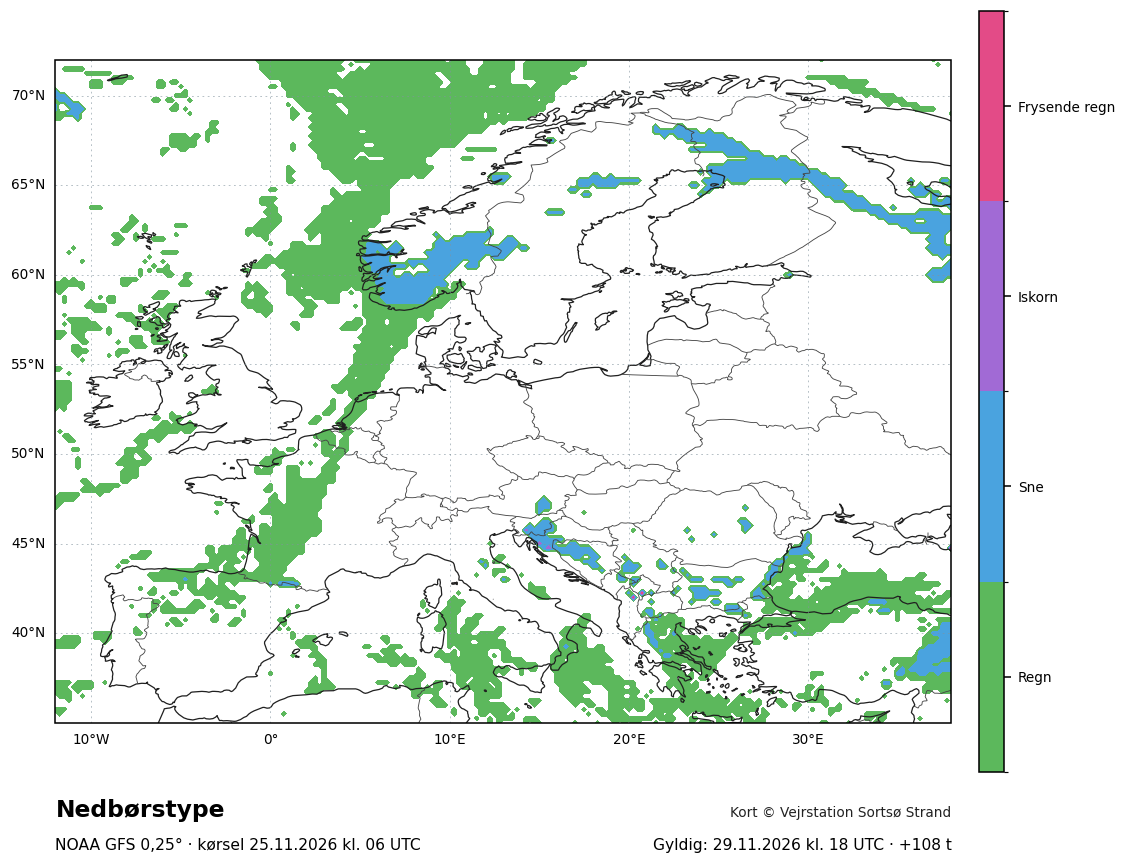 70°N
65°N
60°N
55°N
50°N
45°N
40°N
10°W
0°
10°E
20°E
30°E
Frysende regn
Iskorn
Sne
Regn
Nedbørstype
Kort © Vejrstation Sortsø Strand
NOAA GFS 0,25° · kørsel 25.11.2026 kl. 06 UTC
Gyldig: 29.11.2026 kl. 18 UTC · +108 t